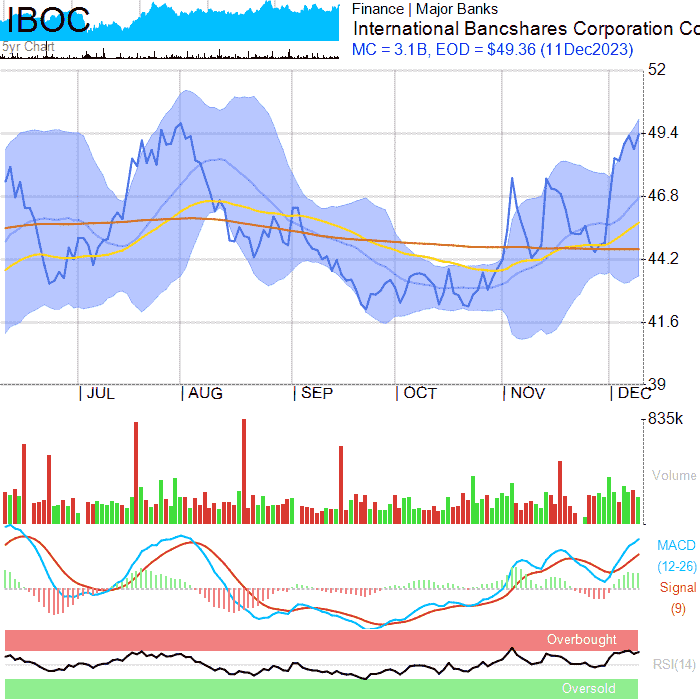 IBOC
5yr Chart
Finance | Major Banks
International Bancshares Corporation Co
MC = 3.1B, EOD = $49.36 (11Dec2023)
52
49.4
46.8
44.2
41.6
39
| JUL | AUG | SEP | OCT | NOV | DEC
835k
Volume
MACD
(12-26)
Signal
(9)
Overbought
RSI(14)
Oversold